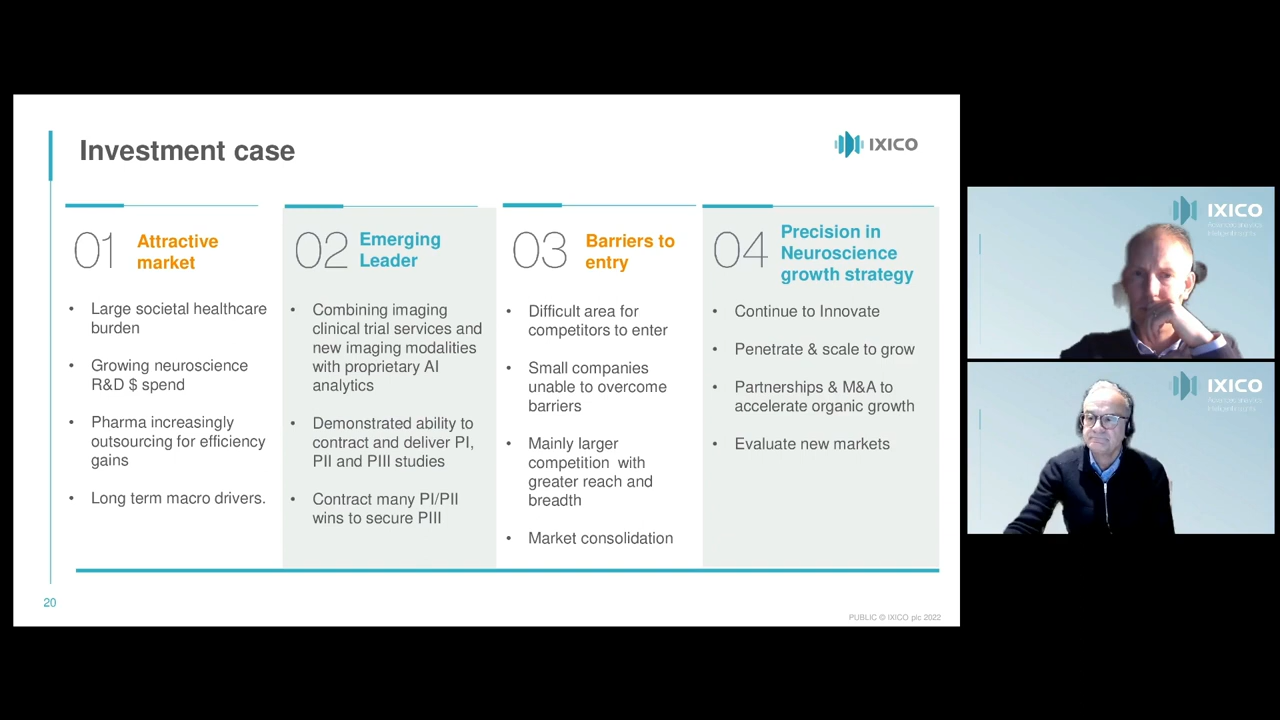 Investment case
IXICO
01
Attractive
market
• Large societal healthcare
burden
• Growing neuroscience
R&D $ spend
• Pharma increasingly
outsourcing for efficiency
gains
• Long term macro drivers.
02
Emerging
Leader
• Combining imaging
clinical trial services and
new imaging modalities
with proprietary AI
analytics
• Demonstrated ability to
contract and deliver PI,
PII and PIII studies
• Contract many PI/PII
wins to secure PIII
03
Barriers to
entry
• Difficult area for
competitors to enter
• Small companies
unable to overcome
barriers
• Mainly larger
competition with
greater reach and
breadth
• Market consolidation
04
Precision in
Neuroscience
growth strategy
• Continue to Innovate
• Penetrate & scale to grow
• Partnerships & M&A to
accelerate organic growth
• Evaluate new markets
20
PUBLIC © IXICO plc 2022
IXICO
IXICO